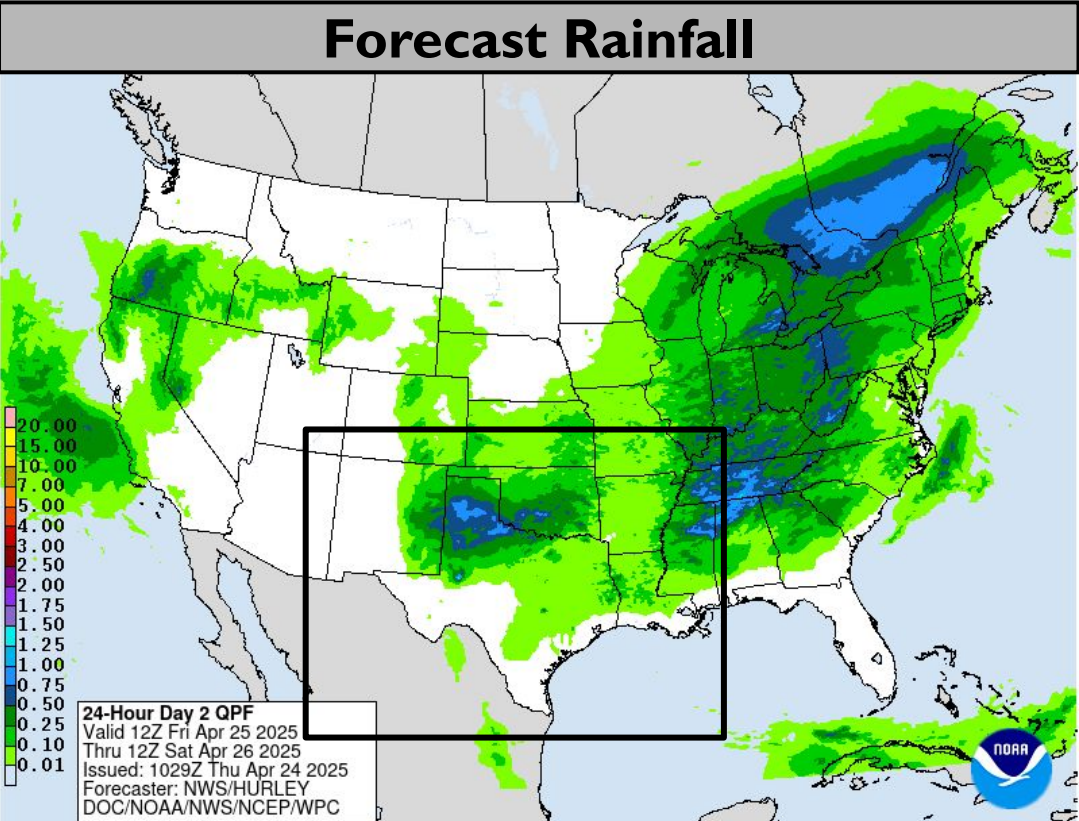 Forecast Rainfall
20.00
15.00
10.00
7.00
5.00
4.00
3.00
2.50
2.00
1.75
1.50
1.25
1.00
0.75
0.50
0.25
0.10
0.01
24-Hour Day 2 QPF
Valid 12Z Fri Apr 25 2025
Thru 12Z Sat Apr 26 2025
Issued: 1029Z Thu Apr 24 2025
Forecaster: NWS/HURLEY
DOC/NOAA/NWS/NCEP/WPC
NOAA